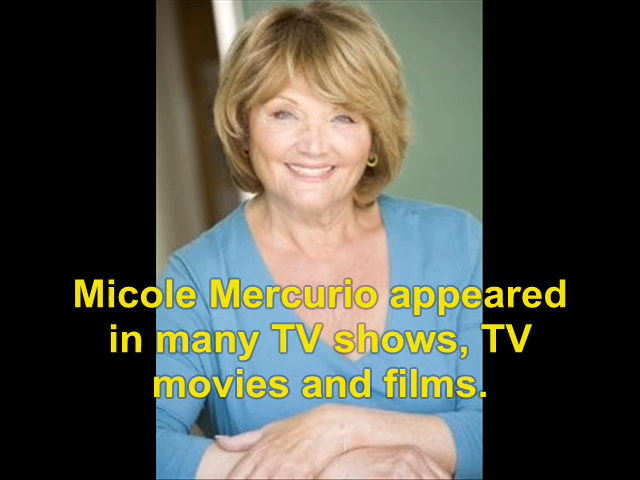 Micole Mercurio appeared
in many TV shows, TV
movies and films.